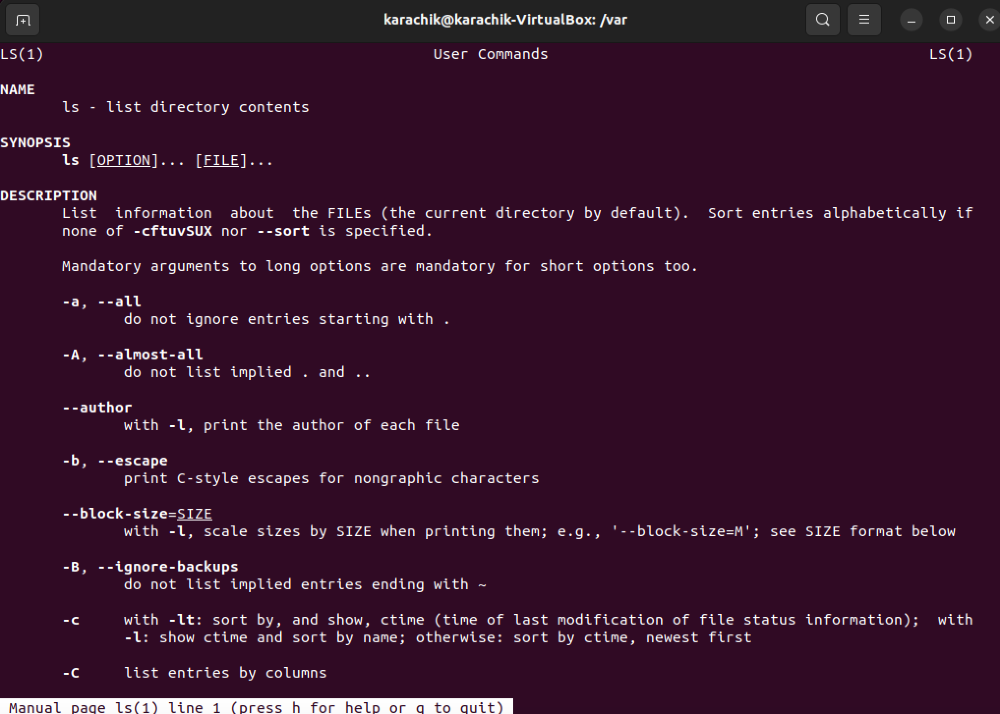 karachik@karachik-VirtualBox: /var
LS(1) User Commands LS(1)
NAME
ls - list directory contents
SYNOPSIS
ls [OPTION]... [FILE]...
DESCRIPTION
List information about the FILEs (the current directory by default). Sort entries alphabetically if
none of -cftuvSUX nor --sort is specified.
Mandatory arguments to long options are mandatory for short options too.
-a, --all
do not ignore entries starting with .
-A, --almost-all
do not list implied . and ..
--author
with -l, print the author of each file
-b, --escape
print C-style escapes for nongraphic characters
--block-size=SIZE
with -l, scale sizes by SIZE when printing them; e.g., '--block-size=M'; see SIZE format below
-B, --ignore-backups
do not list implied entries ending with ~
-c with -lt: sort by, and show, ctime (time of last modification of file status information); with
-l: show ctime and sort by name; otherwise: sort by ctime, newest first
-C list entries by columns
Manual page ls(1) line 1 (press h for help or q to quit)